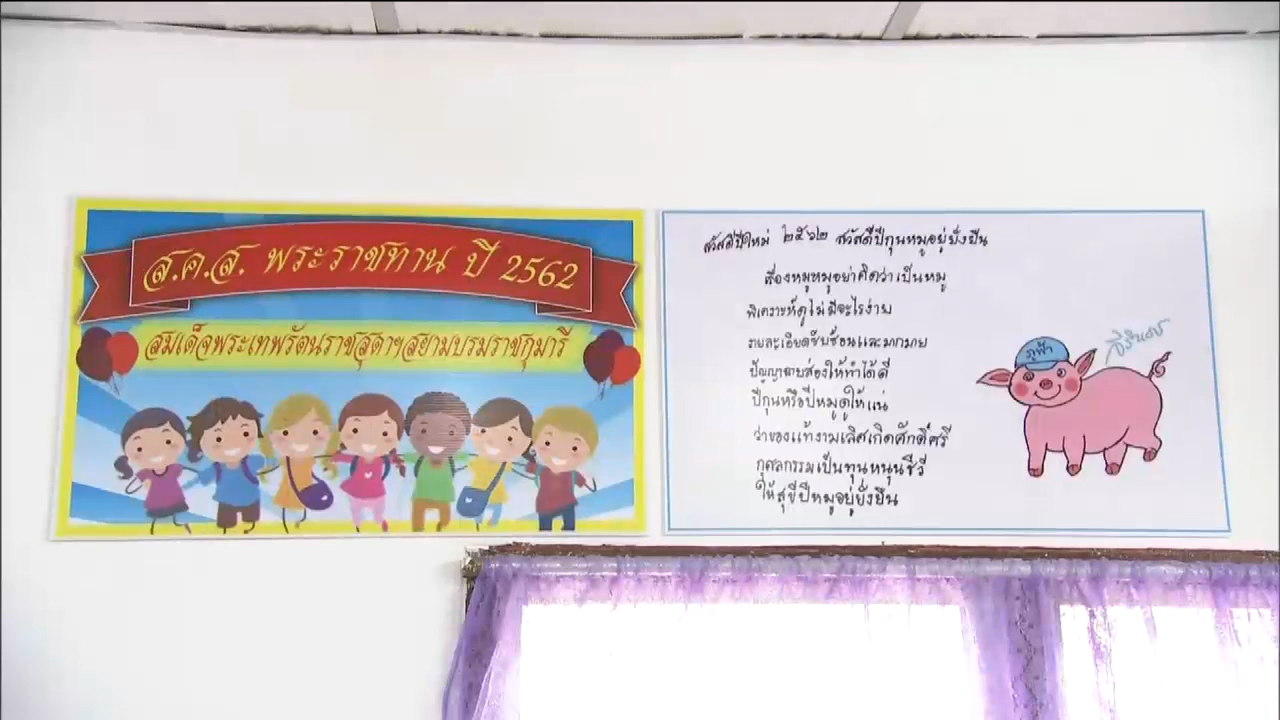 ส.ค.ส. พระราชทาน ปี 2562
สมเด็จพระเทพรัตนราชสุดาฯสยามบรมราชกุมารี
สวัสดีปีใหม่ ๒๕๖๒ สวัสดีปีกุนหมูอยู่ยั่งยืน
เรื่องหมูหมูอย่าคิดว่าเป็นหมู
พิเคราะห์ดูไม่มีอะไรง่าย
รายละเอียดซับซ้อนและมากมาย
ปัญญาฉายส่องให้ทำได้ดี
ปีกุนหรือปีหมูดูให้แน่
ว่าของแท้งามเลิศเกิดศักดิ์ศรี
กุศลกรรมเป็นทุนหนุนชีวี
ให้สุขีปีหมูอยู่ยั่งยืน
ภูฟ้า
สิรินธร